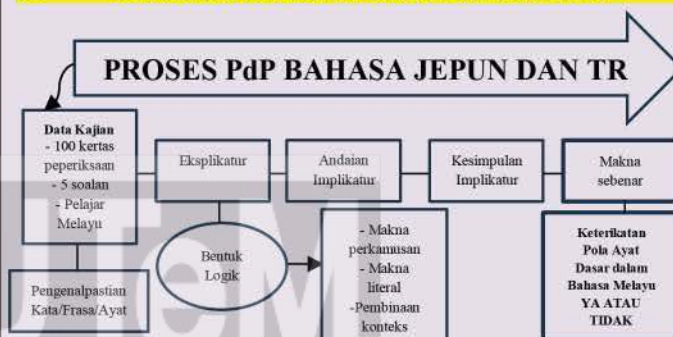 PROSES PdP BAHASA JEPUN DAN TR
Data Kajian
- 100 kertas
peperiksaan
- 5 soalan
- Pelajar
Melayu
Eksplikatur
Andaian
Implikatur
Kesimpulan
Implikatur
Makna
sebenar
Pengenalpastian
Kata/Frasa/Ayat
Bentuk
Logik
- Makna
perkamusan
- Makna
literal
-Pembinaan
konteks
Keterikatan
Pola Ayat
Dasar dalam
Bahasa Melayu
YA ATAU
TIDAK
UTeM